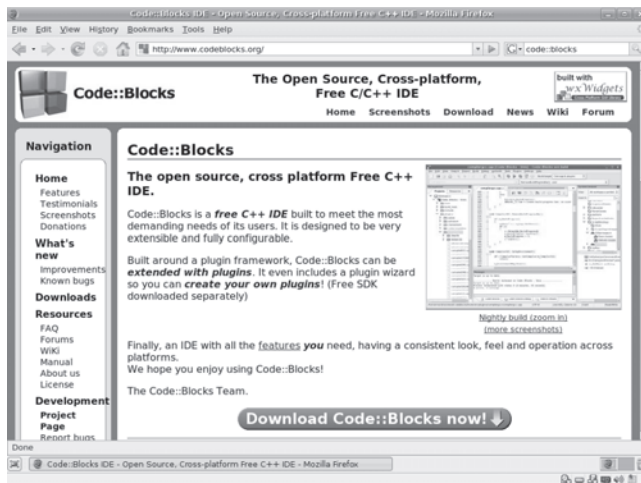 Code::Blocks IDE - Open Source, Cross-platform Free C++ IDE - Mozilla Firefox
File Edit View History Bookmarks Tools Help
http://www.codeblocks.org/
code::blocks
Code::Blocks
The Open Source, Cross-platform,
Free C/C++ IDE
built with
wxWidgets
Home Screenshots Download News Wiki Forum
Navigation
Home
Features
Testimonials
Screenshots
Donations
What's
new
Improvements
Known bugs
Downloads
Resources
FAQ
Forums
Wiki
Manual
About us
License
Development
Project
Page
Report bugs
Code::Blocks
The open source, cross platform Free C++
IDE.
Code::Blocks is a free C++ IDE built to meet the most
demanding needs of its users. It is designed to be very
extensible and fully configurable.
Built around a plugin framework, Code::Blocks can be
extended with plugins. It even includes a plugin wizard
so you can create your own plugins! (Free SDK
downloaded separately)
Nightly build (zoom in)
(more screenshots)
Finally, an IDE with all the features you need, having a consistent look, feel and operation across
platforms.
We hope you enjoy using Code::Blocks!
The Code::Blocks Team.
Download Code::Blocks now!
Done
Code::Blocks IDE - Open Source, Cross-platform Free C++ IDE - Mozilla Firefox